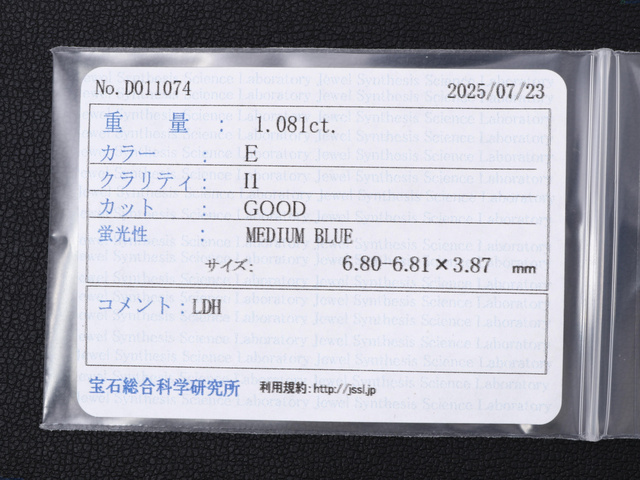 No.D011074 2025/07/23
重 量 : 1.081ct.
カラー : E
クラリティ : I1
カット : GOOD
蛍光性 : MEDIUM BLUE
サイズ: 6.80-6.81×3.87 mm
コメント:LDH
宝石総合科学研究所 利用規約:http://jssl.jp